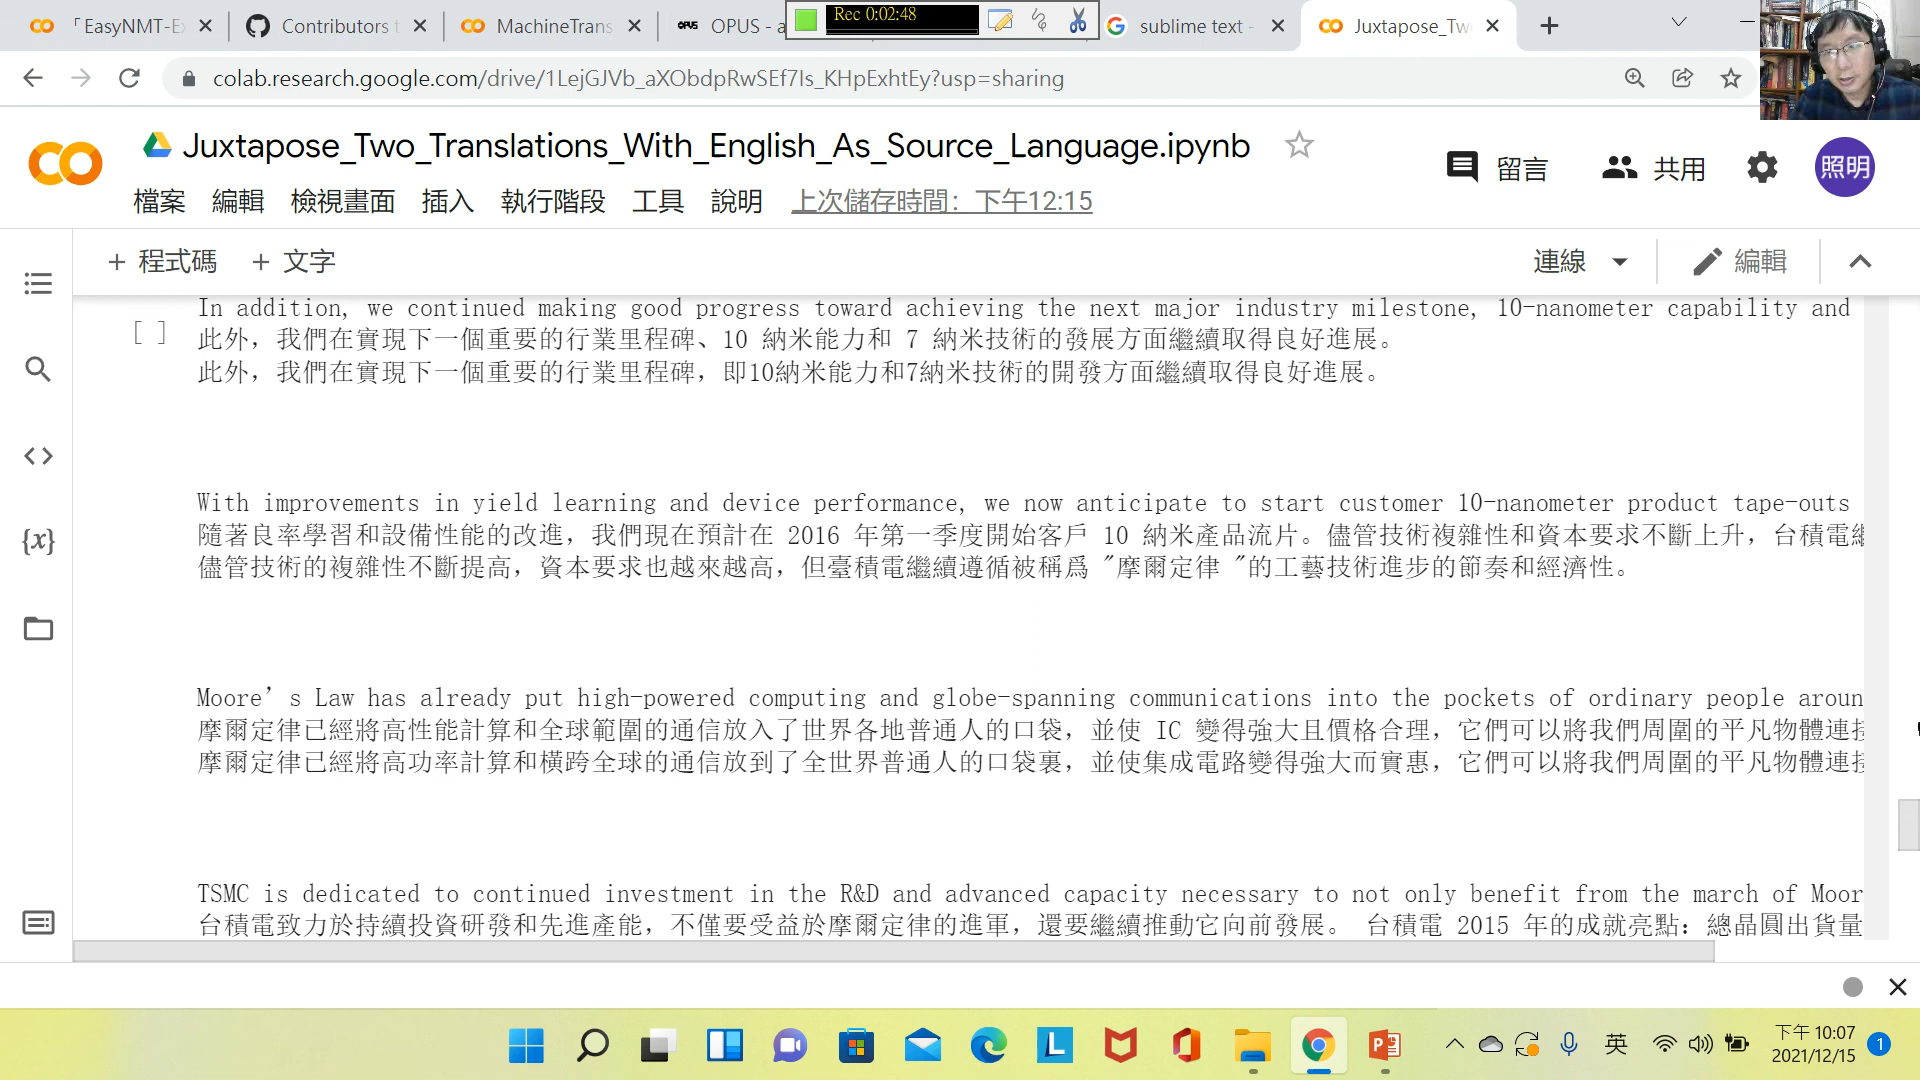 「EasyNMT-Ex
Contributors t
MachineTrans
OPUS
OPUS - a
Rec 0:02:48
sublime text -
Juxtapose_Tw
colab.research.google.com/drive/1LejGJVb_aXObdpRwSEf7Is_KHpExhtEy?usp=sharing
Juxtapose_Two_Translations_With_English_As_Source_Language.ipynb
留言
共用
照明
檔案 編輯 檢視畫面 插入 執行階段 工具 說明 上次儲存時間：下午12:15
+ 程式碼 + 文字
連線
編輯
In addition, we continued making good progress toward achieving the next major industry milestone, 10-nanometer capability and
[ ]
此外，我們在實現下一個重要的行業里程碑、10 納米能力和 7 納米技術的發展方面繼續取得良好進展。
此外，我們在實現下一個重要的行業里程碑，即10納米能力和7納米技術的開發方面繼續取得良好進展。
With improvements in yield learning and device performance, we now anticipate to start customer 10-nanometer product tape-outs
隨著良率學習和設備性能的改進，我們現在預計在 2016 年第一季度開始客戶 10 納米產品流片。儘管技術複雜性和資本要求不斷上升，台積電繼
儘管技術的複雜性不斷提高，資本要求也越來越高，但臺積電繼續遵循被稱爲 "摩爾定律 "的工藝技術進步的節奏和經濟性。
Moore’s Law has already put high-powered computing and globe-spanning communications into the pockets of ordinary people aroun
摩爾定律已經將高性能計算和全球範圍的通信放入了世界各地普通人的口袋，並使 IC 變得強大且價格合理，它們可以將我們周圍的平凡物體連接
摩爾定律已經將高功率計算和橫跨全球的通信放到了全世界普通人的口袋裏，並使集成電路變得強大而實惠，它們可以將我們周圍的平凡物體連接
TSMC is dedicated to continued investment in the R&D and advanced capacity necessary to not only benefit from the march of Moor
台積電致力於持續投資研發和先進產能，不僅要受益於摩爾定律的進軍，還要繼續推動它向前發展。 台積電 2015 年的成就亮點：總晶圓出貨量
英
下午 10:07
2021/12/15
1